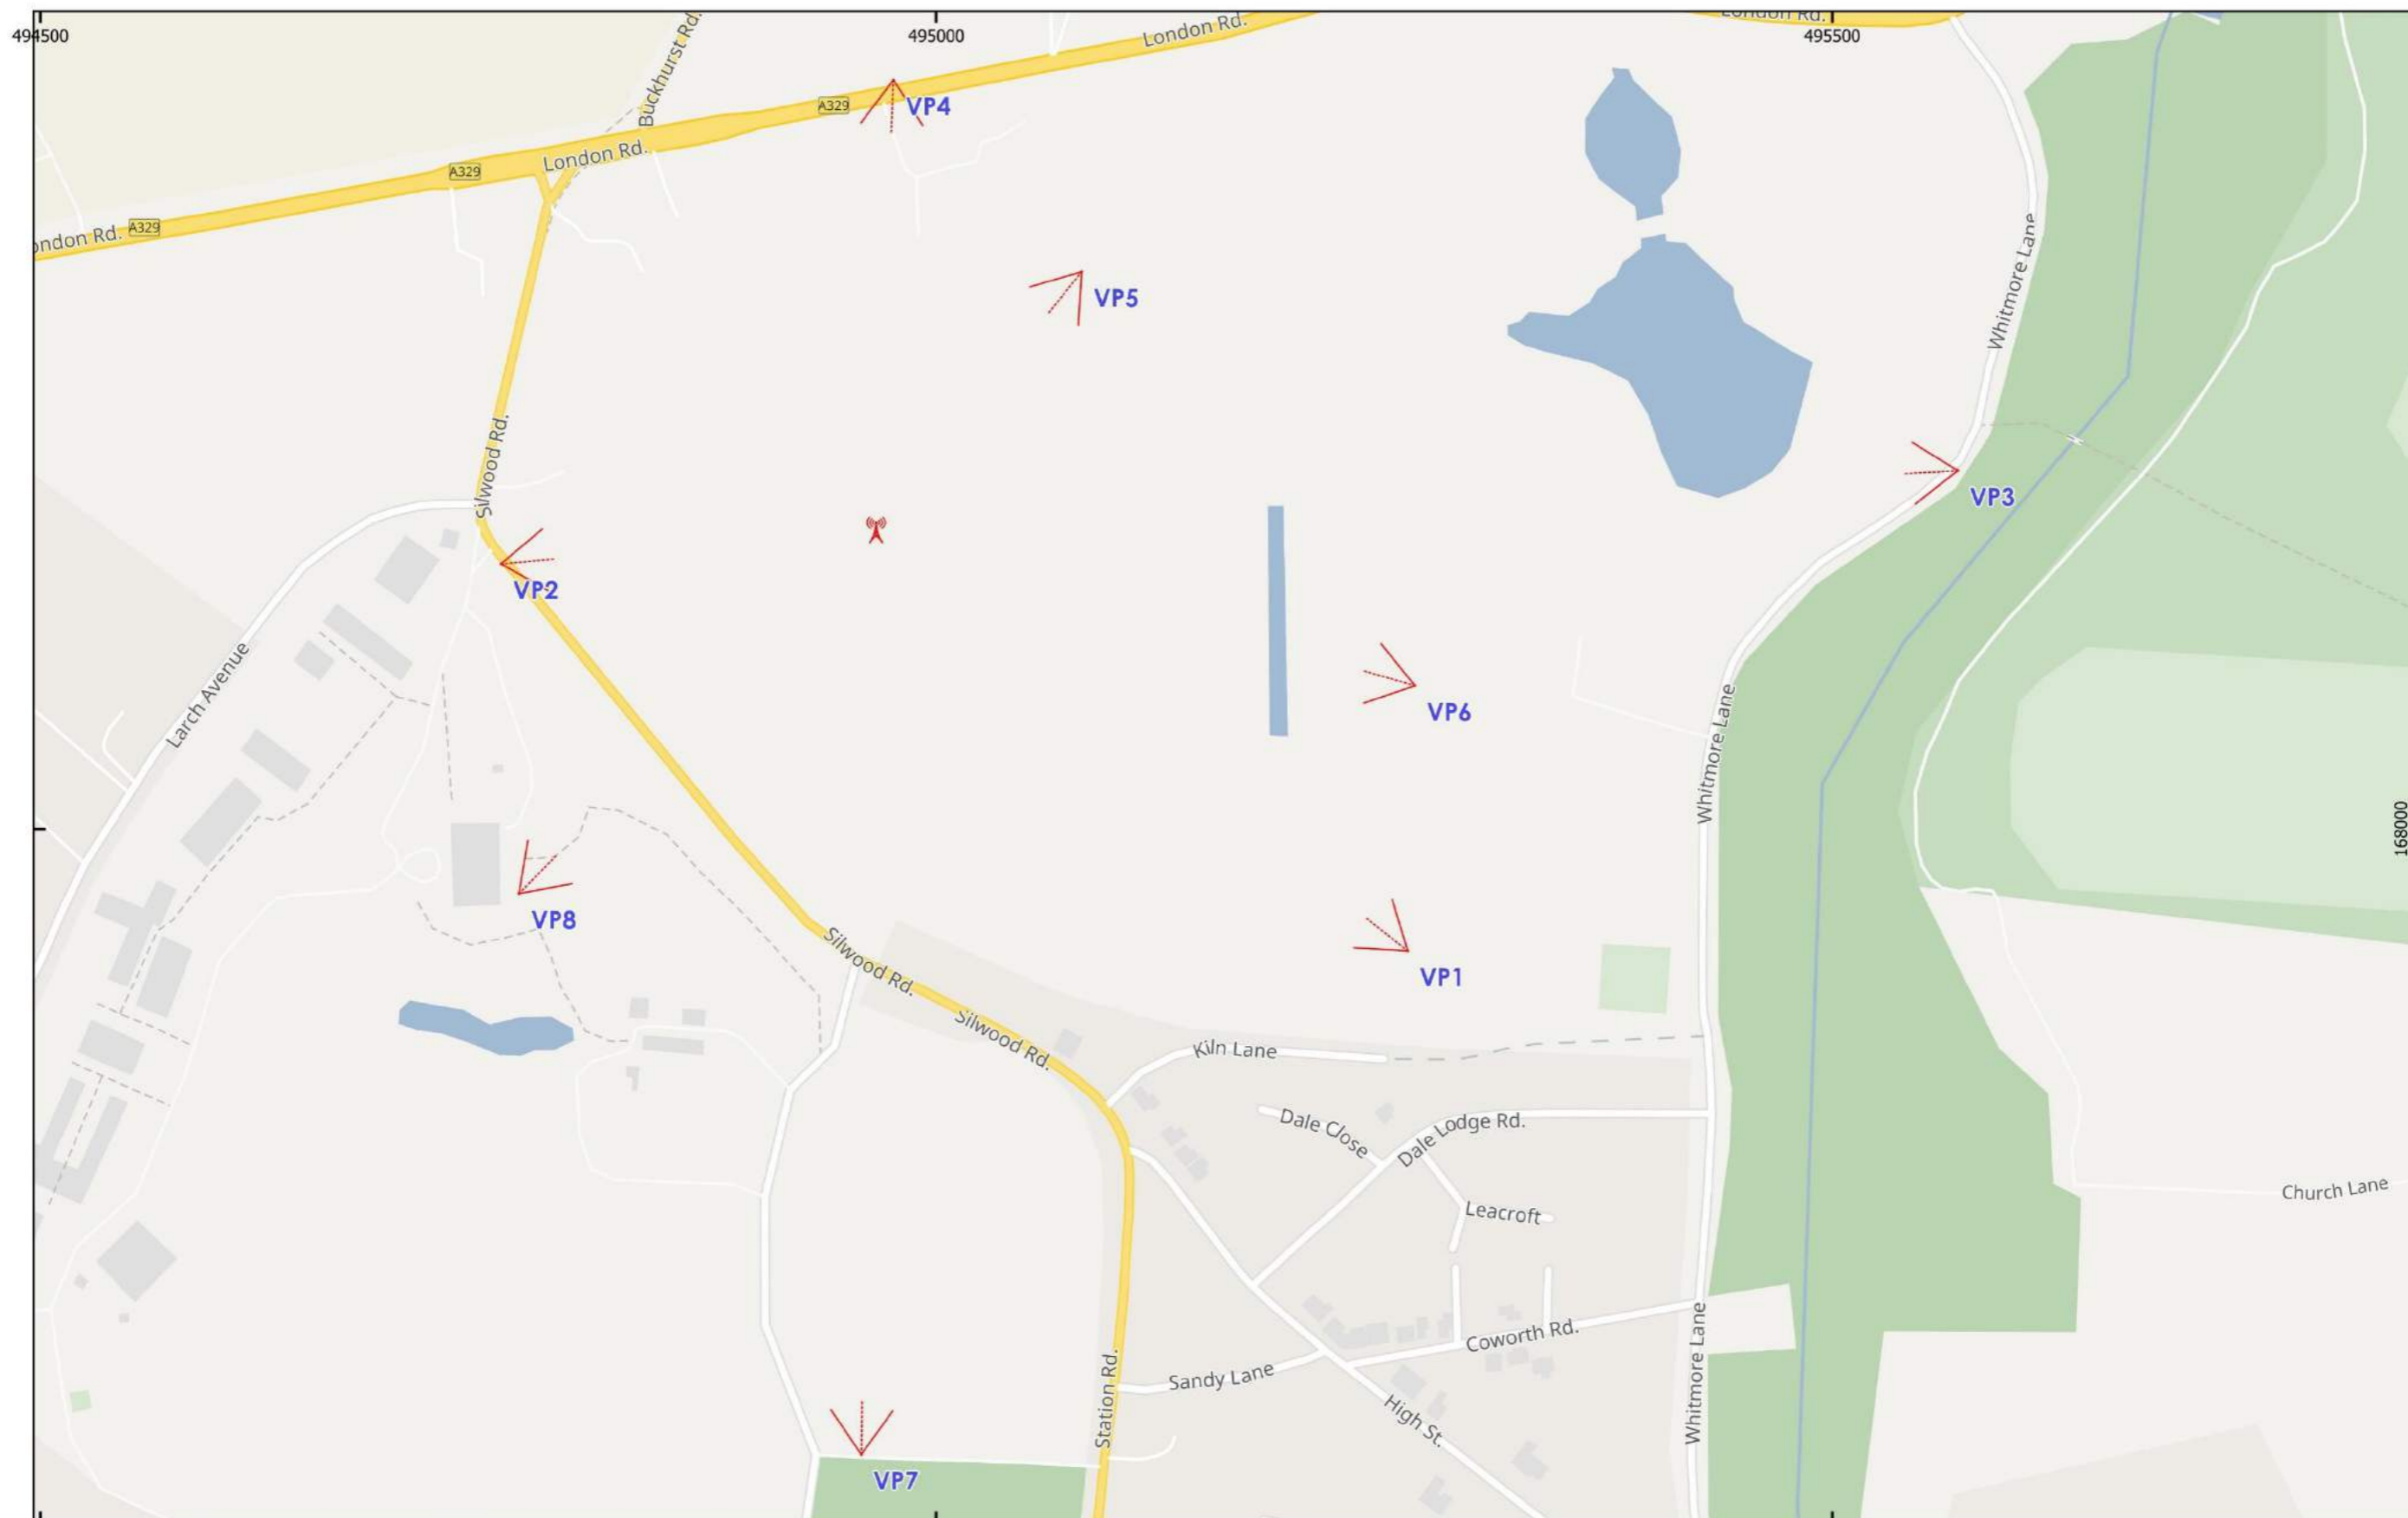 494500
495000
495500
London Rd.
London Rd.
Buckhurst Rd.
VP4
A329
London Rd.
A329
A329
ondon Rd.
VP5
Whitmore Lane
Silwood Rd.
VP3
VP2
Larch Avenue
VP6
Whitmore Lane
168000
VP8
VP1
Silwood Rd.
Silwood Rd.
Kiln Lane
Dale Close
Dale Lodge Rd.
Leacroft
Church Lane
Coworth Rd.
Sandy Lane
Station Rd.
Whitmore Lane
High St.
VP7